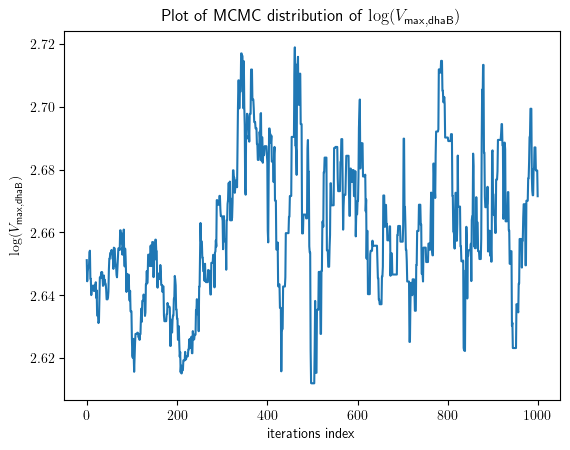 Plot of MCMC distribution of log(V_max,dhaB)
log(V_max,dhaB)
2.72
2.70
2.68
2.66
2.64
2.62
0 200 400 600 800 1000
iterations index